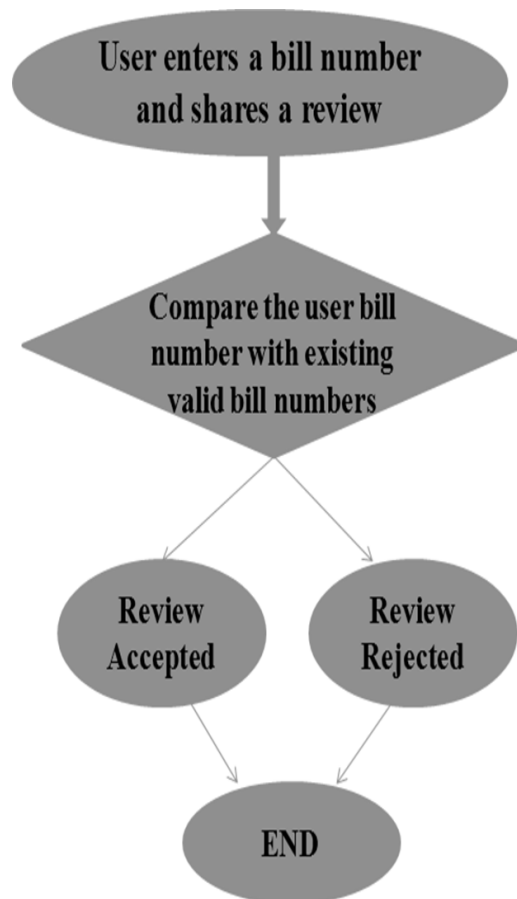 User enters a bill number
and shares a review
Compare the user bill
number with existing
valid bill numbers
Review
Accepted
Review
Rejected
END